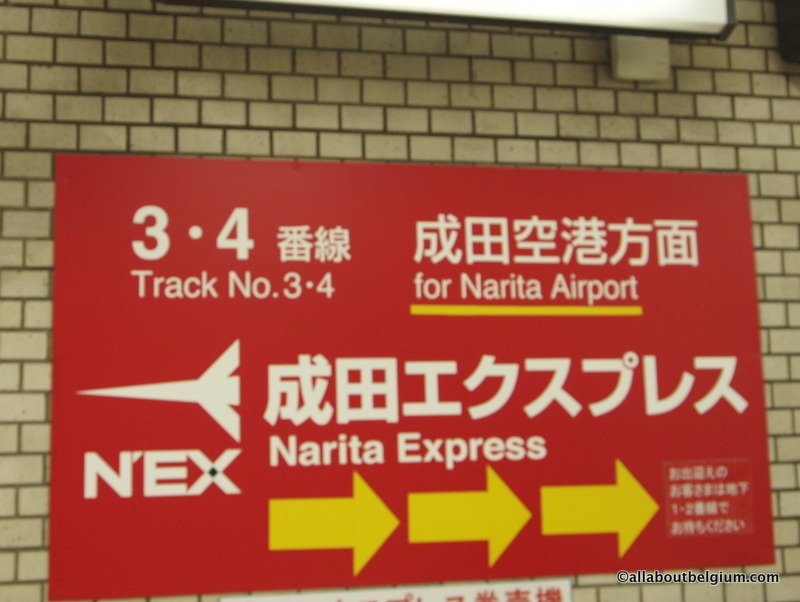 3・4 番線
Track No.3・4
成田空港方面
for Narita Airport
成田エクスプレス
Narita Express
N'EX
お出迎えの
お客さまは地下
1・2番線で
お待ちください
©allaboutbelgium.com